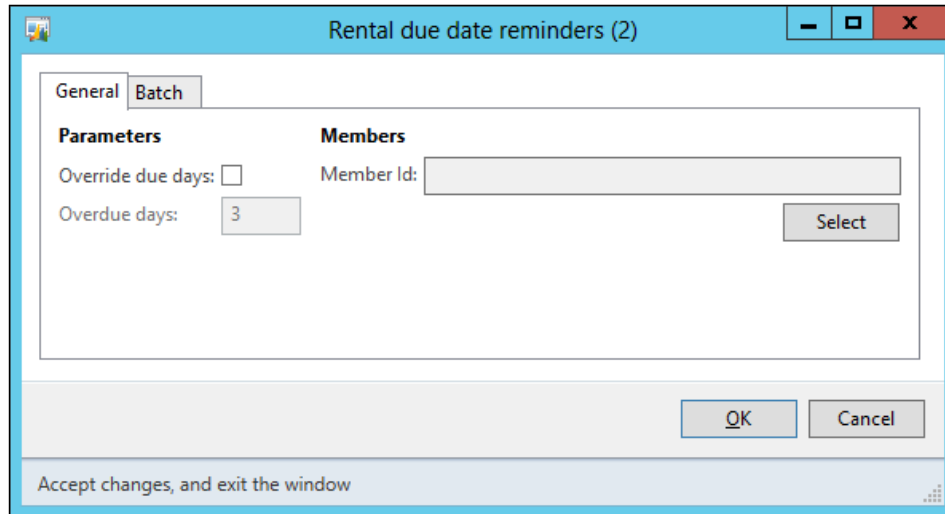 Rental due date reminders (2)
General Batch
Parameters Members
Override due days: Member Id:
Overdue days: 3
Select
OK Cancel
Accept changes, and exit the window